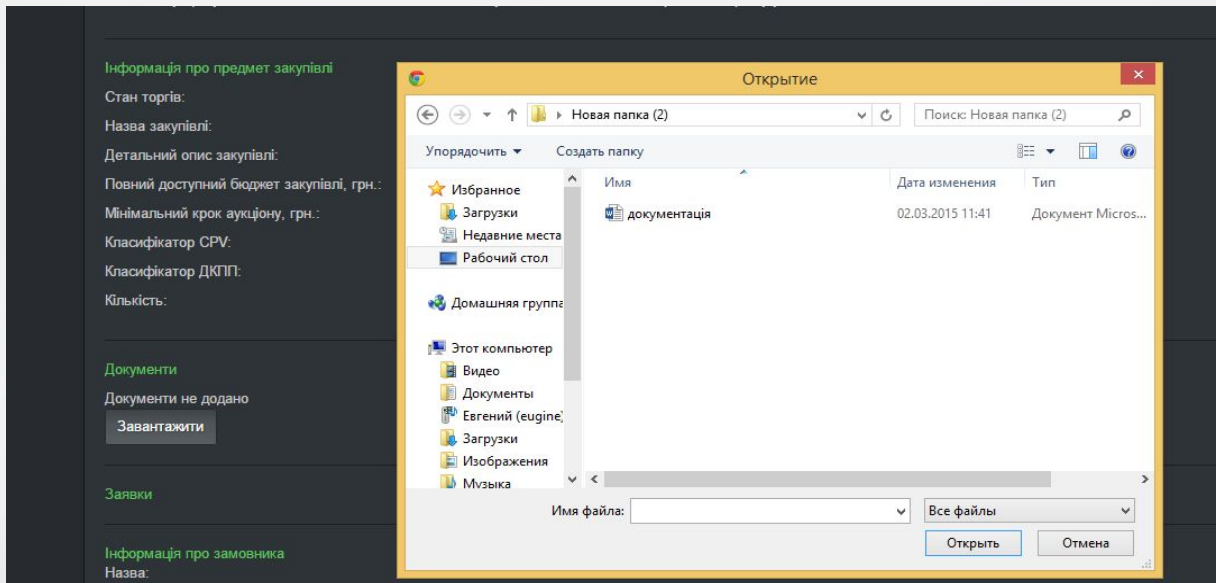 Інформація про предмет закупівлі
Стан торгів:
Назва закупівлі:
Детальний опис закупівлі:
Повний доступний бюджет закупівлі, грн.:
Мінімальний крок аукціону, грн.:
Класифікатор CPV:
Класифікатор ДКПП:
Кількість:
Документи
Документи не додано
Завантажити
Заявки
Інформація про замовника
Назва:
Открытие
Новая папка (2)
Поиск: Новая папка (2)
Упорядочить
Создать папку
Избранное
Загрузки
Недавние места
Рабочий стол
Домашняя группа
Этот компьютер
Видео
Документы
Евгений (eugine)
Загрузки
Изображения
Музыка
Имя Дата изменения Тип
документація 02.03.2015 11:41 Документ Micros...
Имя файла:
Все файлы
Открыть Отмена